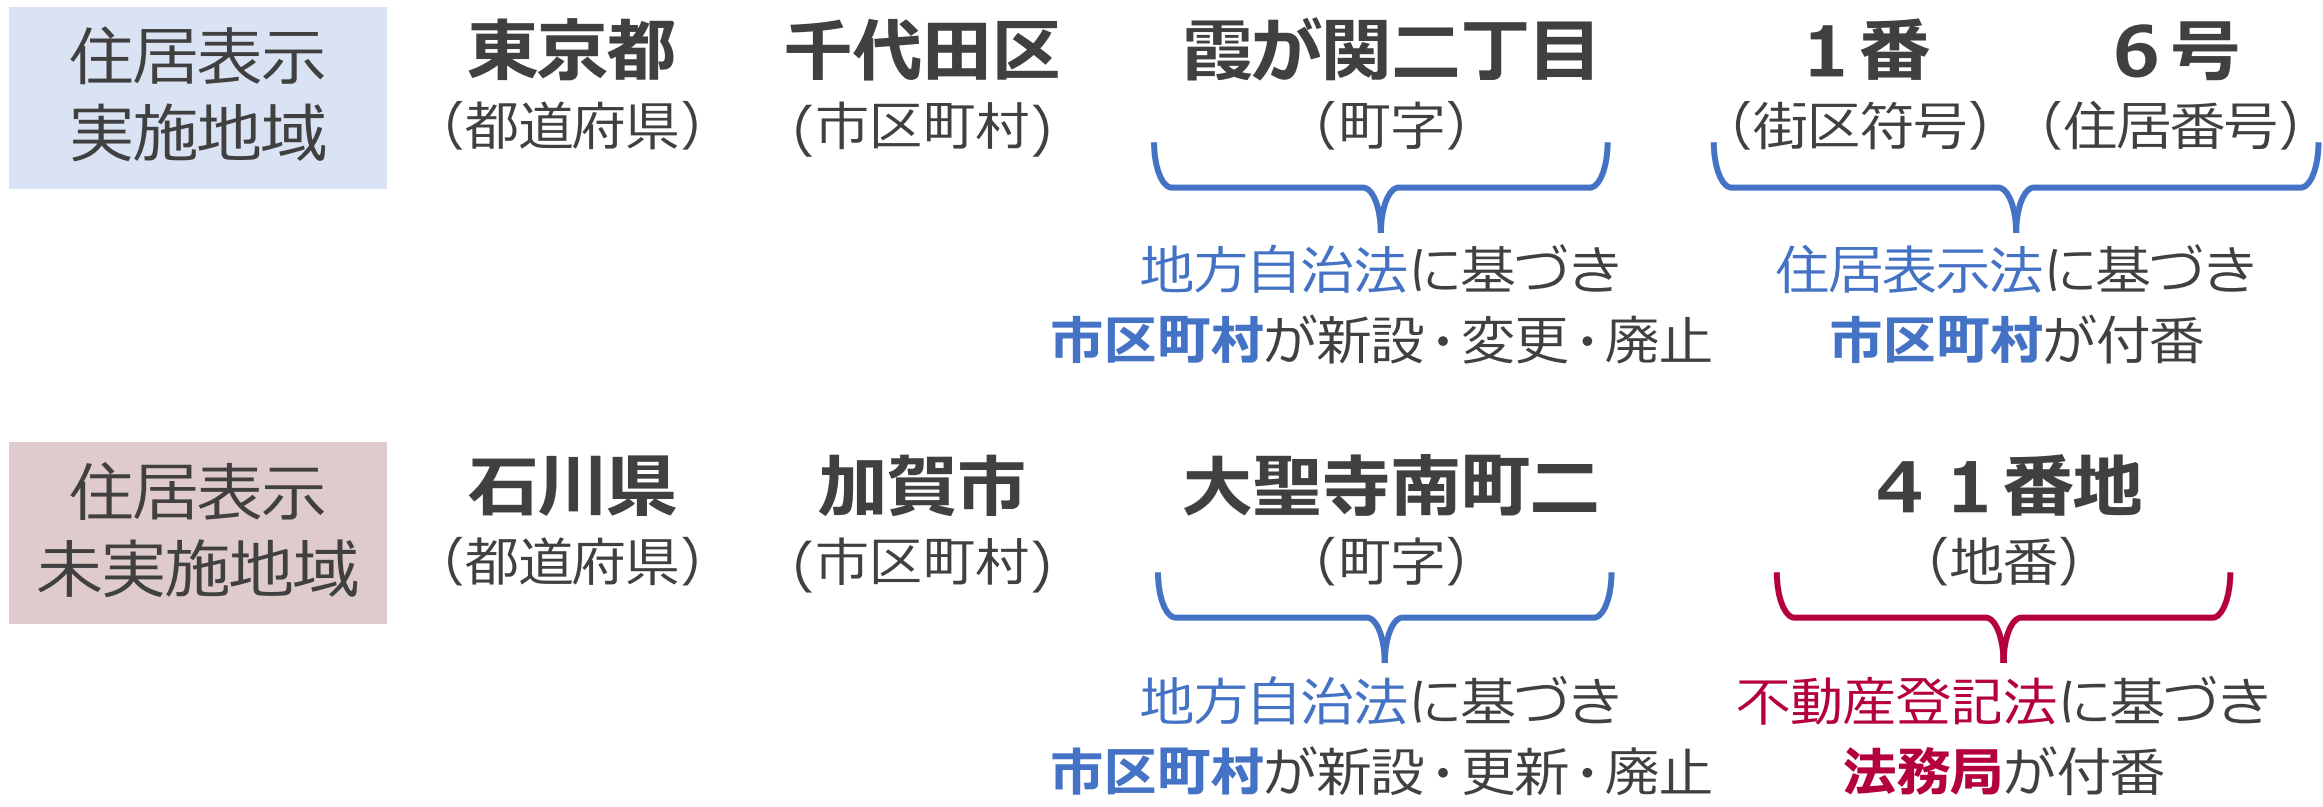 住居表示
実施地域
東京都 千代田区 霞が関二丁目 １番 ６号
（都道府県） （市区町村） （町字） （街区符号） （住居番号）
地方自治法に基づき 住居表示法に基づき
市区町村が新設・変更・廃止 市区町村が付番
住居表示
未実施地域
石川県 加賀市 大聖寺南町二 ４１番地
（都道府県） （市区町村） （町字） （地番）
地方自治法に基づき 不動産登記法に基づき
市区町村が新設・更新・廃止 法務局が付番